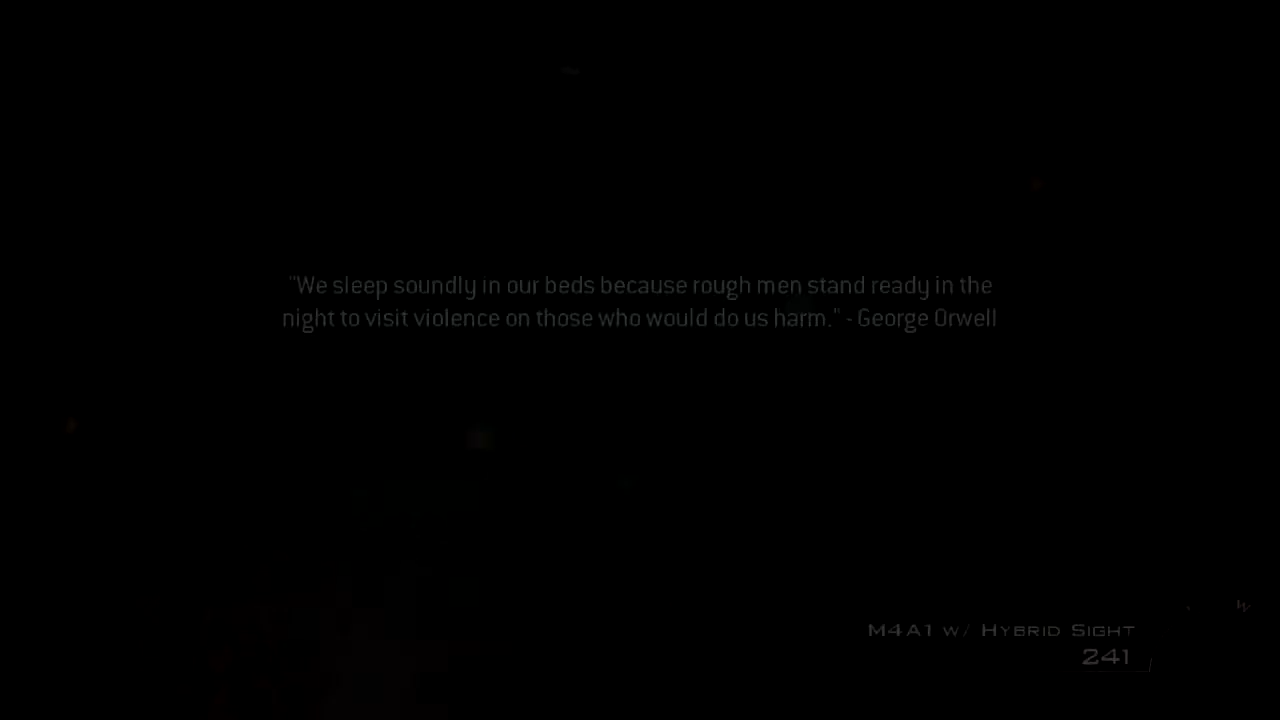 "We sleep soundly in our beds because rough men stand ready in the
night to visit violence on those who would do us harm." - George Orwell
M4A1 w/ Hybrid Sight
241